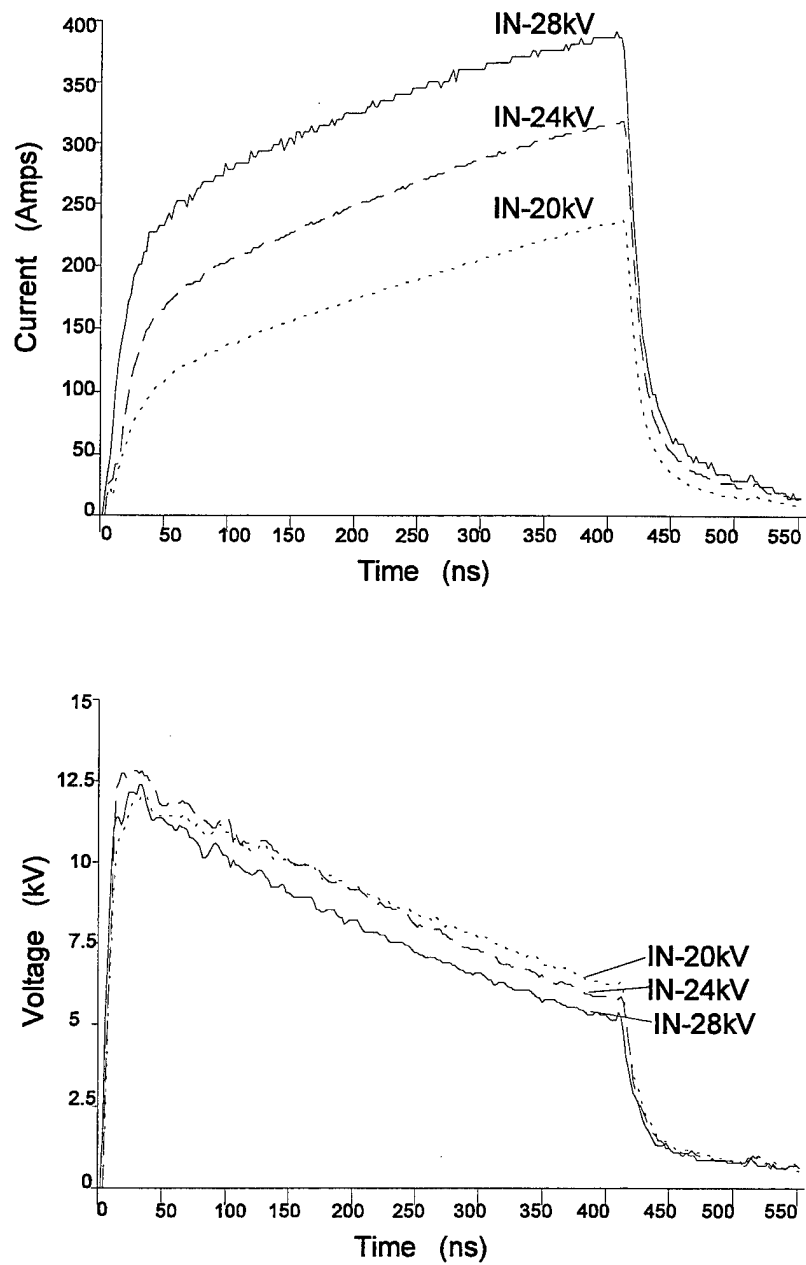 400
350
300
250
200
150
100
50
0
Current (Amps)
IN-28kV
IN-24kV
IN-20kV
0 50 100 150 200 250 300 350 400 450 500 550
Time (ns)
15
12.5
10
7.5
5
2.5
0
Voltage (kV)
IN-20kV
IN-24kV
IN-28kV
0 50 100 150 200 250 300 350 400 450 500 550
Time (ns)